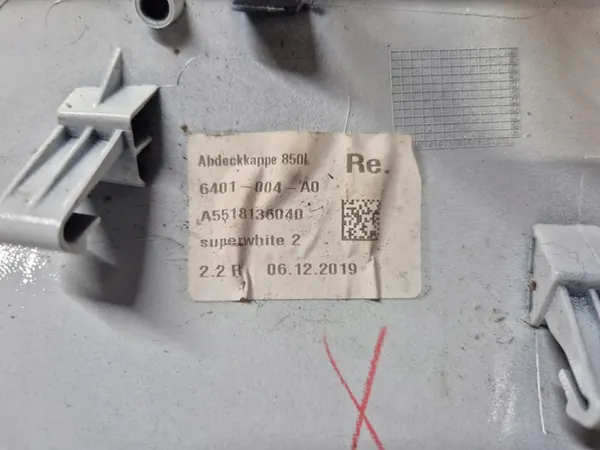 Abdeckkappe 850L
Re.
6401-004-A0
A5518136040
superwhite 2
2.2 R 06.12.2019